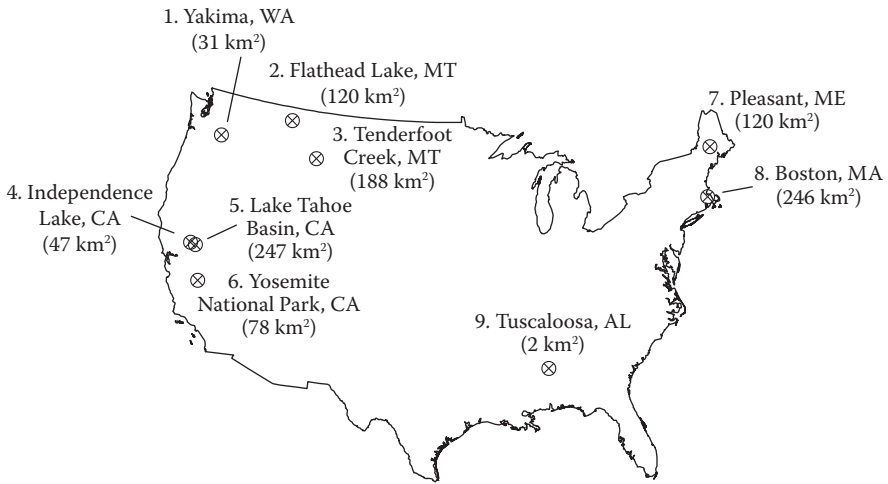 1. Yakima, WA
(31 km²)
2. Flathead Lake, MT
(120 km²)
3. Tenderfoot
Creek, MT
(188 km²)
4. Independence
Lake, CA
(47 km²)
5. Lake Tahoe
Basin, CA
(247 km²)
6. Yosemite
National Park, CA
(78 km²)
7. Pleasant, ME
(120 km²)
8. Boston, MA
(246 km²)
9. Tuscaloosa, AL
(2 km²)